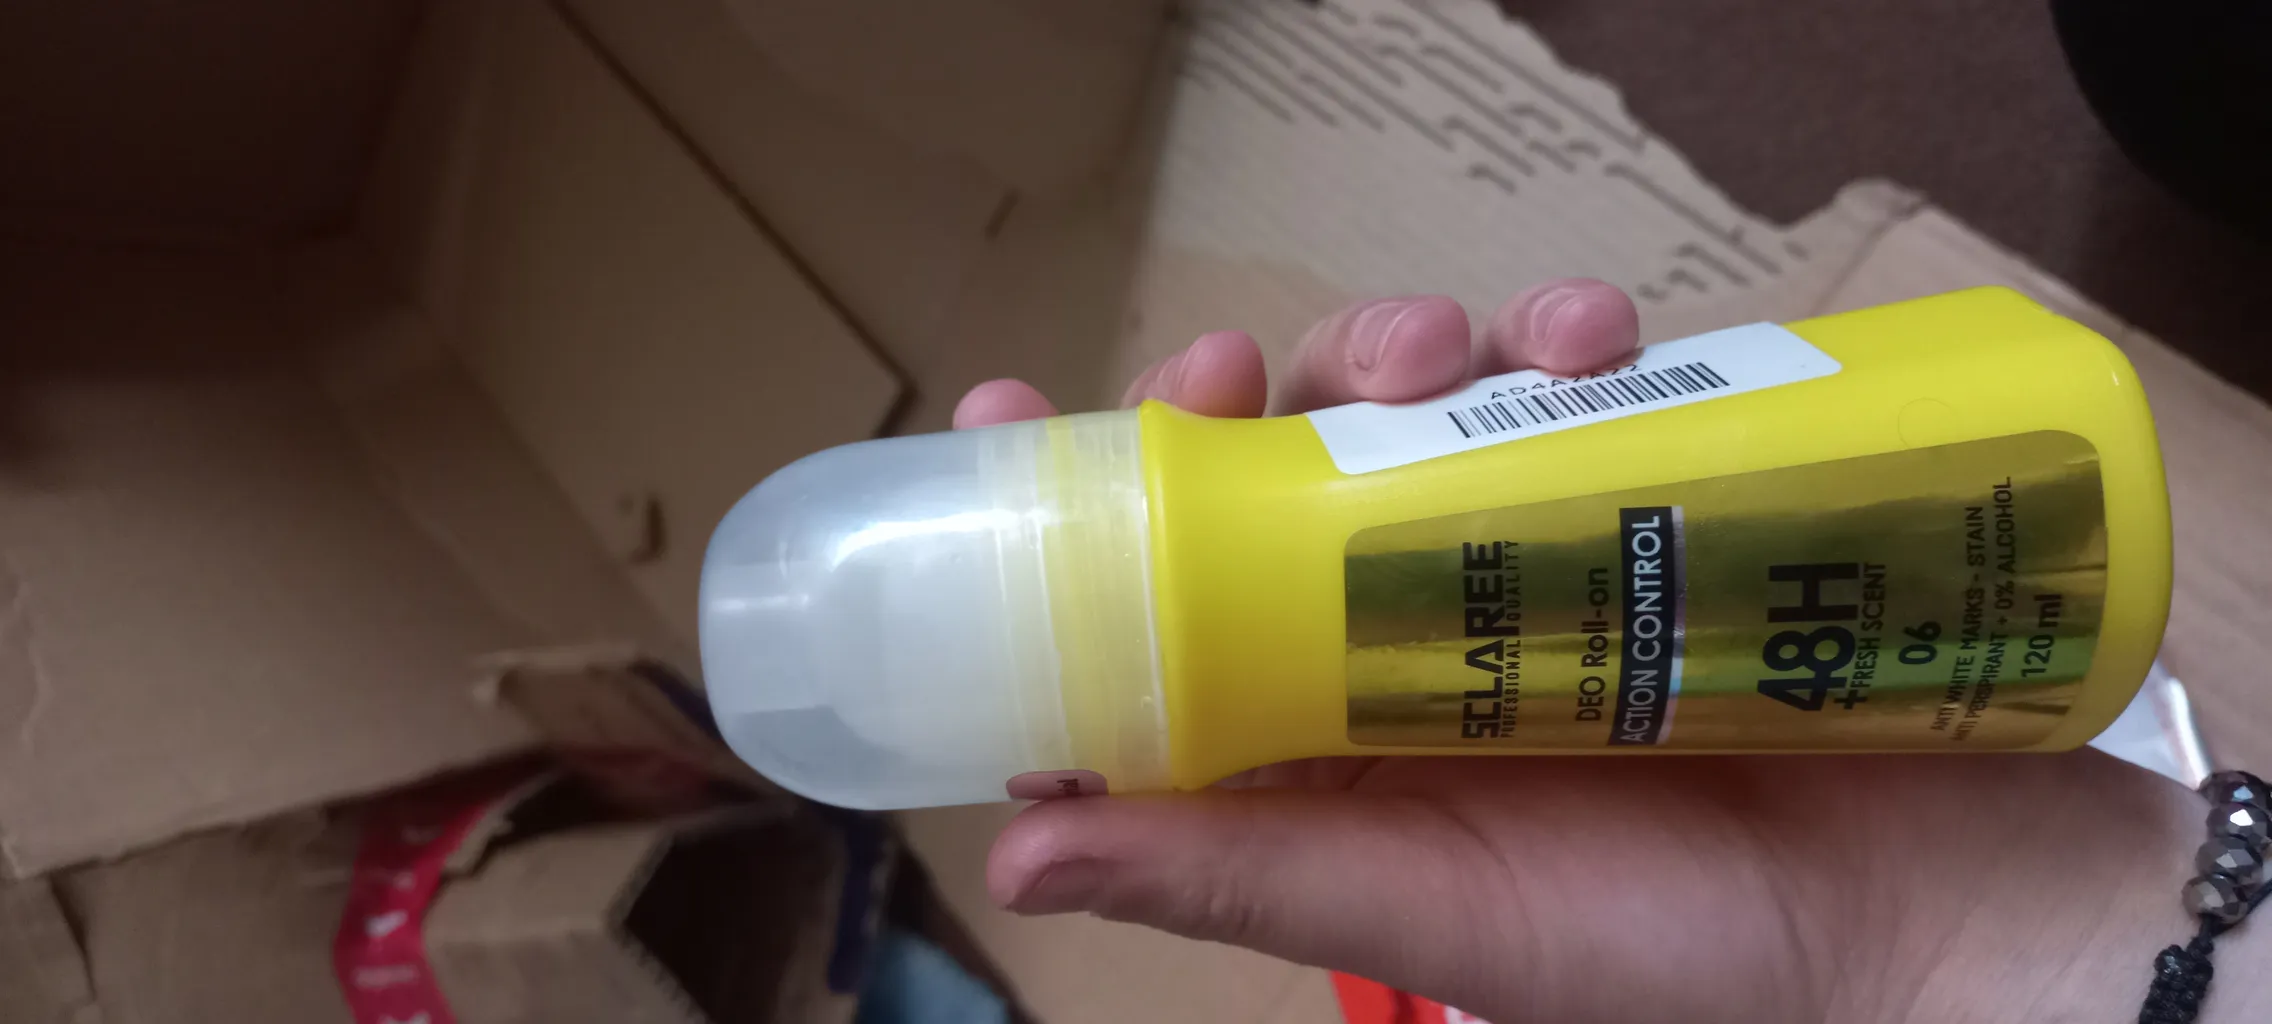 SCLAREE
PROFESSIONAL QUALITY
DEO Roll-on
ACTION CONTROL
48H
+FRESH SCENT
06
ANTI WHITE MARKS - STAIN
ANTI PERSPIRANT + 0% ALCOHOL
120 ml
AD4A2A22